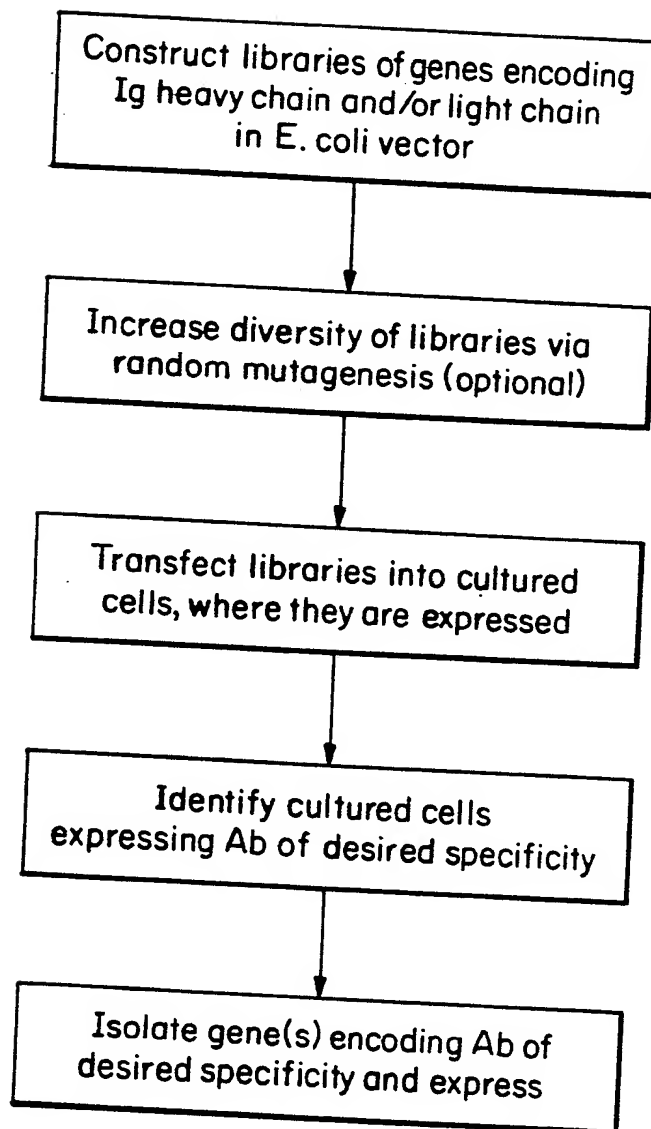 Construct libraries of genes encoding
Ig heavy chain and/or light chain
in E. coli vector
Increase diversity of libraries via
random mutagenesis (optional)
Transfect libraries into cultured
cells, where they are expressed
Identify cultured cells
expressing Ab of desired specificity
Isolate gene(s) encoding Ab of
desired specificity and express